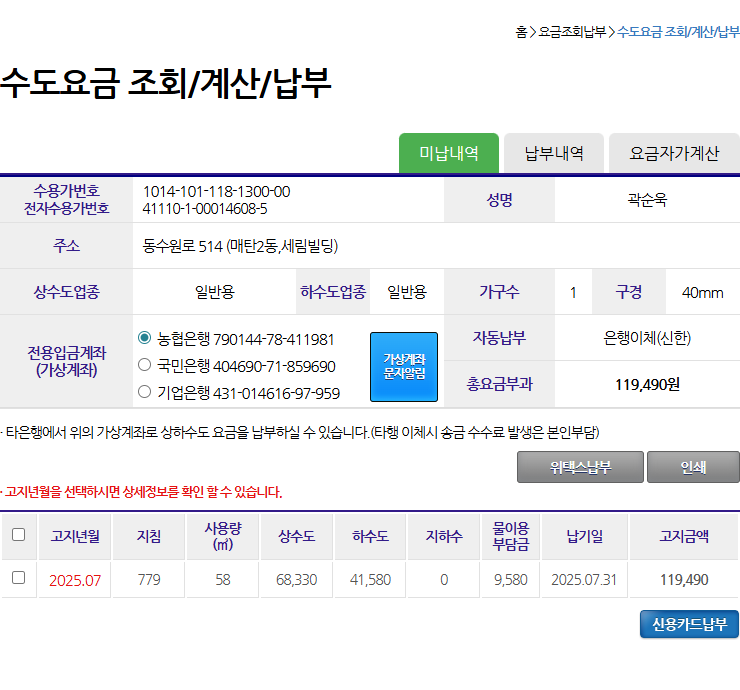 홈 > 요금조회납부 > 수도요금 조회/계산/납부
수도요금 조회/계산/납부
미납내역 납부내역 요금자가계산
수용가번호 전자수용가번호 1014-101-118-1300-00 41110-1-00014608-5 성명 곽순욱
주소 동수원로 514 (매탄2동,세림빌딩)
상수도업종 일반용 하수도업종 일반용 가구수 1 구경 40mm
전용입금계좌
(가상계좌)
농협은행 790144-78-411981
국민은행 404690-71-859690
기업은행 431-014616-97-959
가상계좌
문자알림
자동납부 은행이체(신한)
총요금부과 119,490원
· 타은행에서 위의 가상계좌로 상하수도 요금을 납부하실 수 있습니다.(타행 이체시 송금 수수료 발생은 본인부담)
위택스납부 인쇄
· 고지년월을 선택하시면 상세정보를 확인 할 수 있습니다.
고지년월 지침 사용량(㎥) 상수도 하수도 지하수 물이용부담금 납기일 고지금액
2025.07 779 58 68,330 41,580 0 9,580 2025.07.31 119,490
신용카드납부